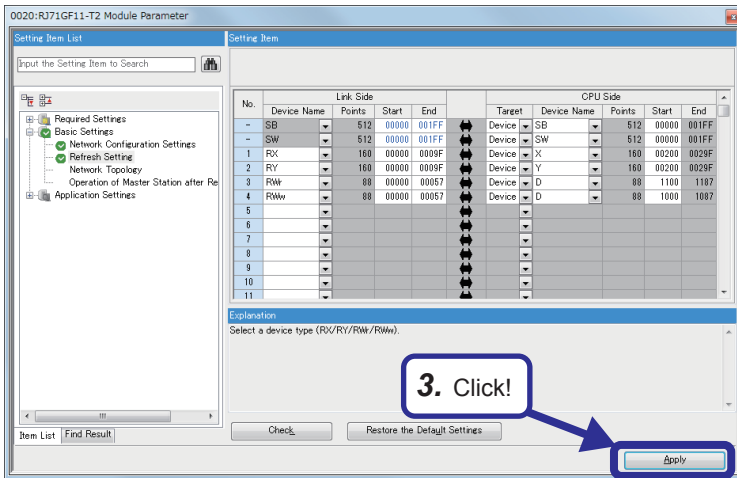 0020:RJ71GF11-T2 Module Parameter
Setting Item List
Input the Setting Item to Search
Required Settings
Basic Settings
Network Configuration Settings
Refresh Setting
Network Topology
Operation of Master Station after Re
Application Settings
Item List Find Result
Setting Item
No. Link Side CPU Side
Device Name Points Start End Target Device Name Points Start End
- SB 512 00000 001FF Device SB 512 00000 001FF
- SW 512 00000 001FF Device SW 512 00000 001FF
1 RX 160 00000 0009F Device X 160 00200 0029F
2 RY 160 00000 0009F Device Y 160 00200 0029F
3 RWr 88 00000 00057 Device D 88 1100 1187
4 RWw 88 00000 00057 Device D 88 1000 1087
5
6
7
8
9
10
11
Explanation
Select a device type (RX/RY/RWr/RWw).
3. Click!
Check Restore the Default Settings
Apply